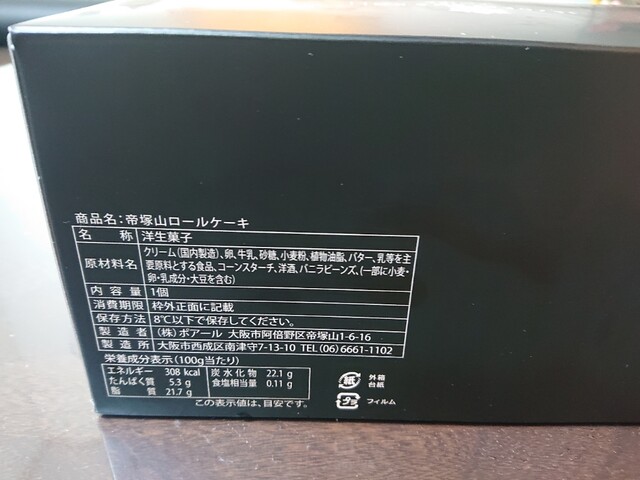 商品名:帝塚山ロールケーキ
名 称 洋生菓子
原材料名 クリーム(国内製造)、卵、牛乳、砂糖、小麦粉、植物油脂、バター、乳等を主
要原料とする食品、コーンスターチ、洋酒、バニラビーンズ、(一部に小麦・
卵・乳成分・大豆を含む)
内 容 量 1個
消費期限 枠外正面に記載
保存方法 8℃以下で保存してください。
製 造 者 (株)ポアール 大阪市阿倍野区帝塚山1-6-16
製 造 所 大阪市西成区南津守7-13-10 TEL(06)6661-1102
栄養成分表示(100g当たり)
エネルギー 308 kcal 炭水化物 22.1g
たんぱく質 5.3 g 食塩相当量 0.11g
脂 質 21.7 g
この表示値は、目安です。
紙 外箱
台紙
プラ フィルム